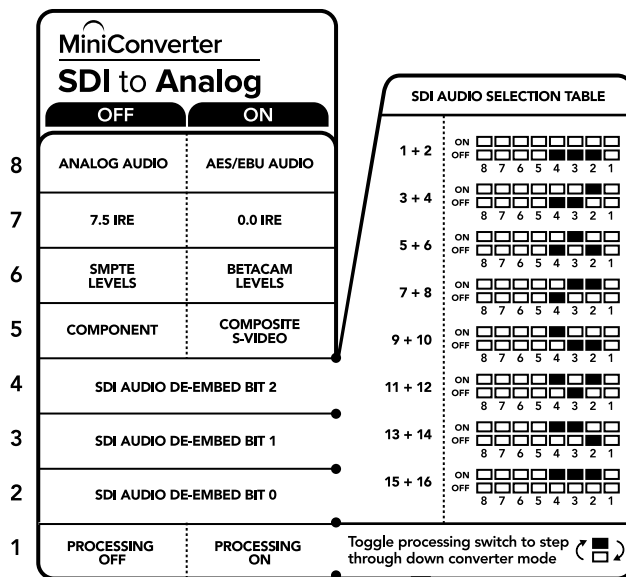 MiniConverter
SDI to Analog
OFF ON
8 ANALOG AUDIO AES/EBU AUDIO
7 7.5 IRE 0.0 IRE
6 SMPTE LEVELS BETACAM LEVELS
5 COMPONENT COMPOSITE S-VIDEO
4 SDI AUDIO DE-EMBED BIT 2
3 SDI AUDIO DE-EMBED BIT 1
2 SDI AUDIO DE-EMBED BIT 0
1 PROCESSING OFF PROCESSING ON
SDI AUDIO SELECTION TABLE
1 + 2 ON
OFF
8 7 6 5 4 3 2 1
3 + 4 ON
OFF
8 7 6 5 4 3 2 1
5 + 6 ON
OFF
8 7 6 5 4 3 2 1
7 + 8 ON
OFF
8 7 6 5 4 3 2 1
9 + 10 ON
OFF
8 7 6 5 4 3 2 1
11 + 12 ON
OFF
8 7 6 5 4 3 2 1
13 + 14 ON
OFF
8 7 6 5 4 3 2 1
15 + 16 ON
OFF
8 7 6 5 4 3 2 1
Toggle processing switch to step
through down converter mode